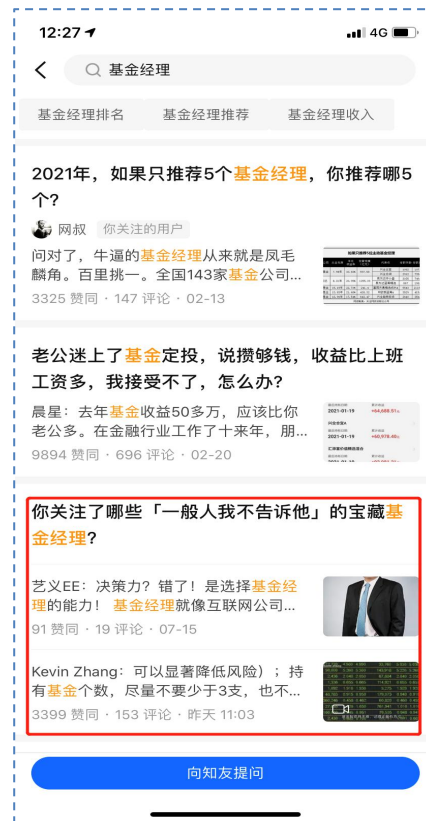 12:27
4G
基金经理
基金经理排名 基金经理推荐 基金经理收入
2021年，如果只推荐5个基金经理，你推荐哪5
个？
网叔 你关注的用户
问对了，牛逼的基金经理从来就是凤毛
麟角。百里挑一。全国143家基金公司...
3325 赞同 · 147 评论 · 02-13
老公迷上了基金定投，说攒够钱，收益比上班
工资多，我接受不了，怎么办？
晨星：去年基金收益50多万，应该比你
老公多。在金融行业工作了十来年，朋...
9894 赞同 · 696 评论 · 02-20
2021-01-19
2021-01-19
你关注了哪些「一般人我不告诉他」的宝藏基
金经理？
艺义EE：决策力？错了！是选择基金经
理的能力！ 基金经理就像互联网公司...
91 赞同 · 19 评论 · 07-15
Kevin Zhang：可以显著降低风险）；持
有基金个数，尽量不要少于3支，也不...
3399 赞同 · 153 评论 · 昨天 11:03
向知友提问